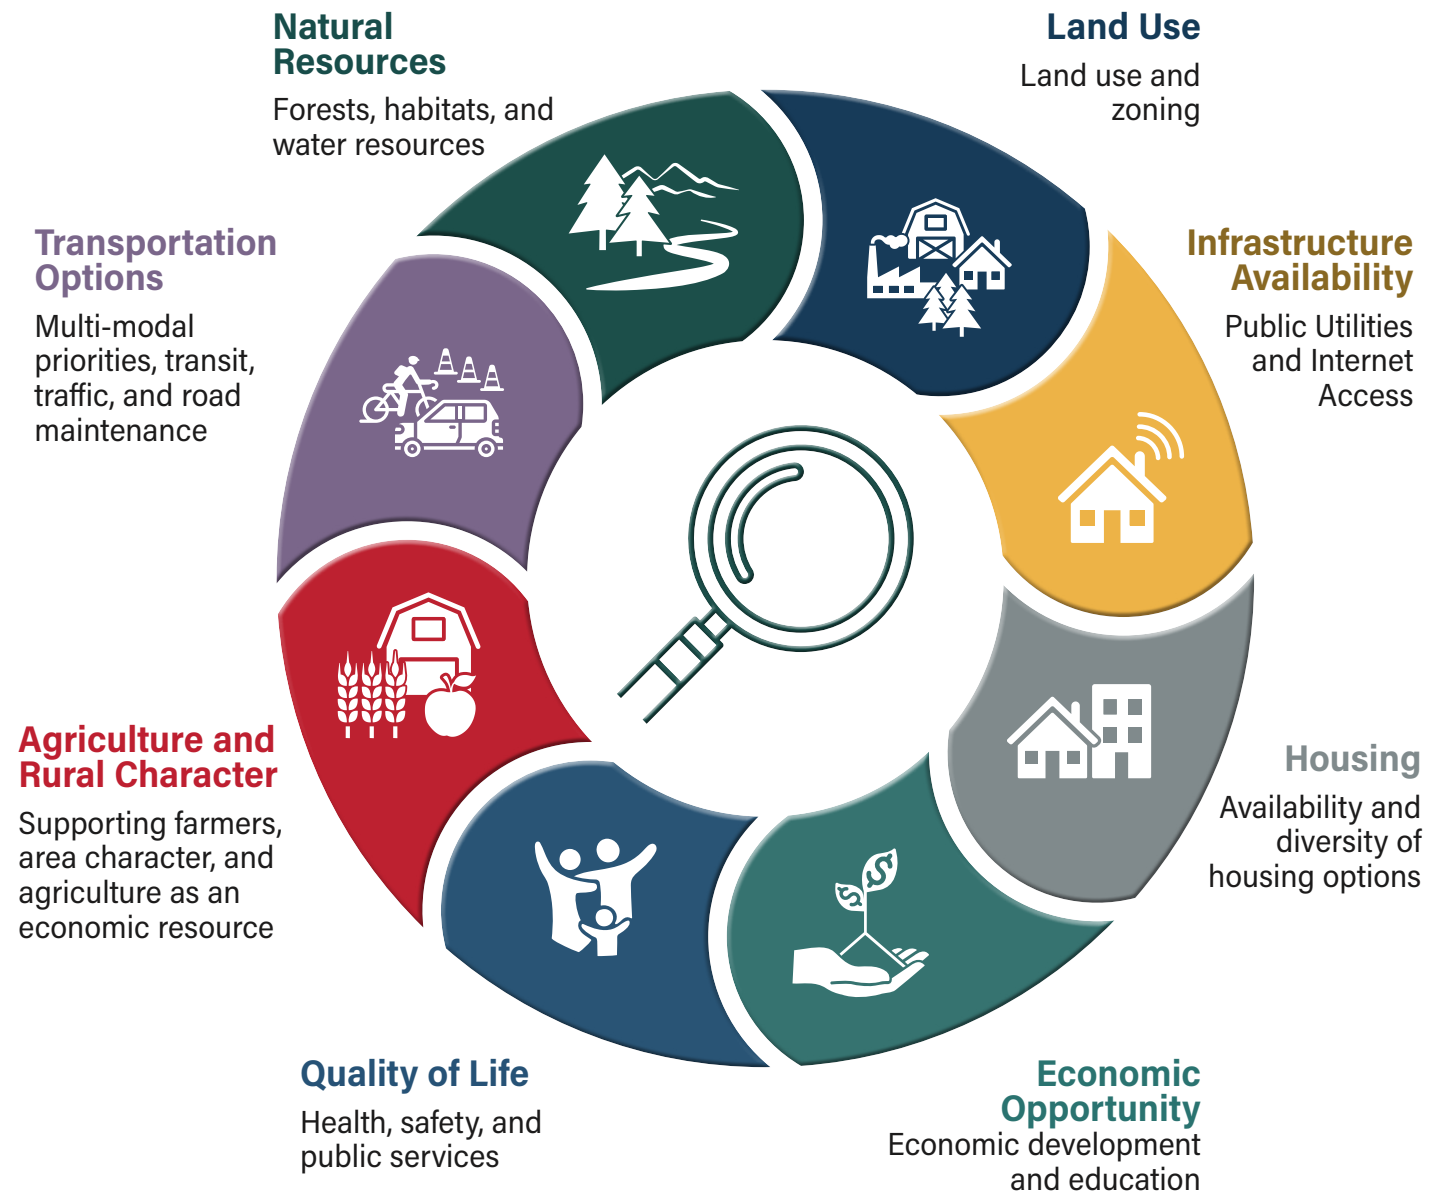 Natural
Resources
Forests, habitats, and
water resources
Land Use
Land use and
zoning
Infrastructure
Availability
Public Utilities
and Internet
Access
Housing
Availability and
diversity of
housing options
Economic
Opportunity
Economic development
and education
Quality of Life
Health, safety, and
public services
Agriculture and
Rural Character
Supporting farmers,
area character, and
agriculture as an
economic resource
Transportation
Options
Multi-modal
priorities, transit,
traffic, and road
maintenance